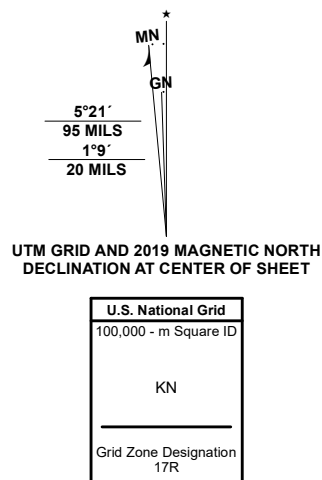 MN
GN
5°21´
95 MILS
1°9´
20 MILS
UTM GRID AND 2019 MAGNETIC NORTH
DECLINATION AT CENTER OF SHEET
U.S. National Grid
100,000 - m Square ID
KN
Grid Zone Designation
17R